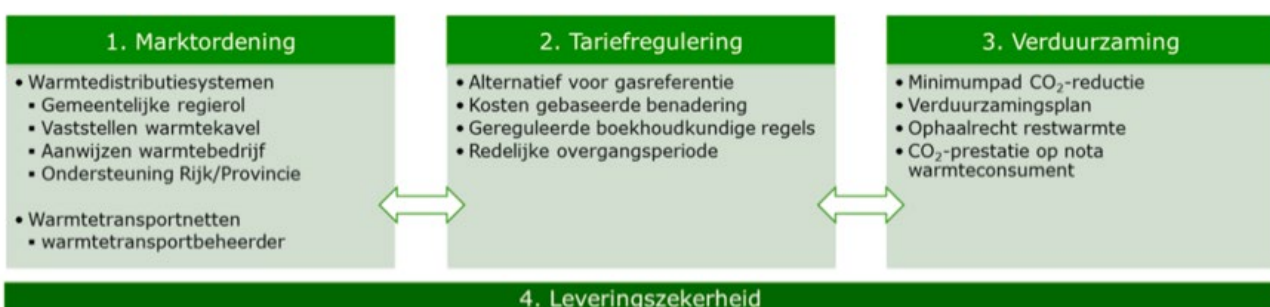 1. Marktordening
• Warmtedistributiesystemen
▪ Gemeentelijke regierol
▪ Vaststellen warmtekavel
▪ Aanwijzen warmtebedrijf
▪ Ondersteuning Rijk/Provincie
• Warmtetransportnetten
▪ warmtetransportbeheerder
2. Tariefregulering
• Alternatief voor gasreferentie
• Kosten gebaseerde benadering
• Gereguleerde boekhoudkundige regels
• Redelijke overgangsperiode
3. Verduurzaming
• Minimumpad CO₂-reductie
• Verduurzamingsplan
• Ophaalrecht restwarmte
• CO₂-prestatie op nota
warmteconsument
4. Leveringszekerheid